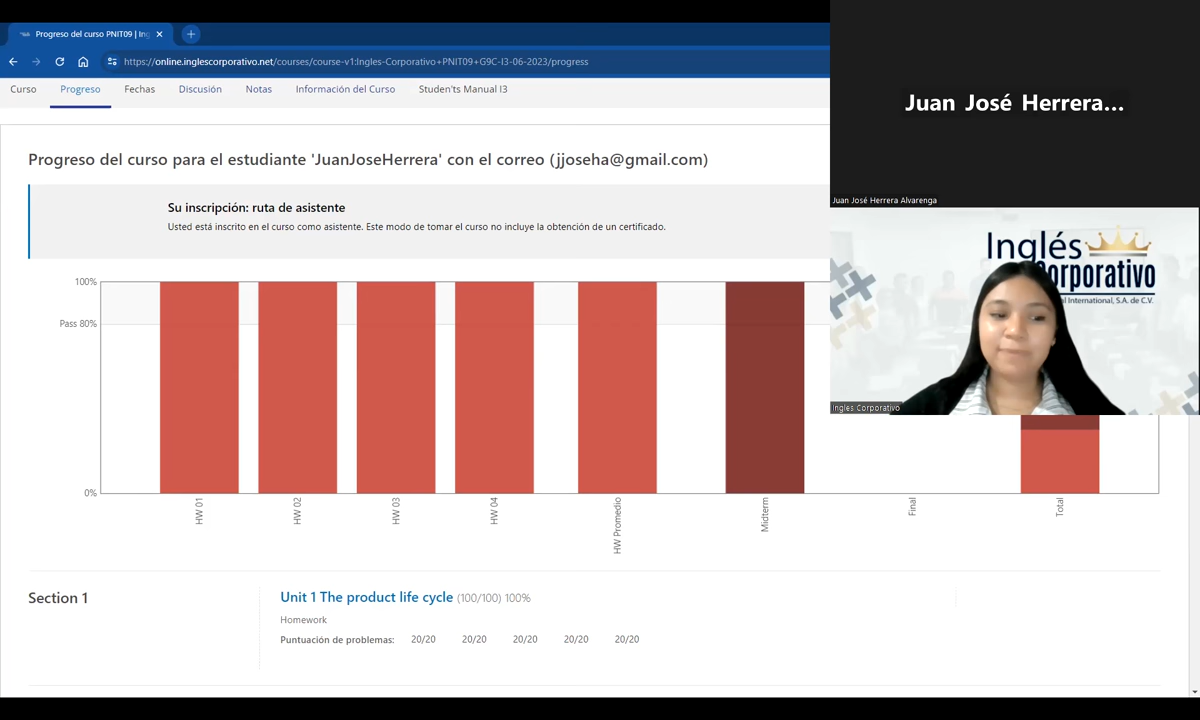 Progreso del curso PNIT09 | Ing
https://online.inglescorporativo.net/courses/course-v1:Ingles-Corporativo+PNIT09+G9C-I3-06-2023/progress
Curso Progreso Fechas Discusión Notas Información del Curso Studen'ts Manual I3
Progreso del curso para el estudiante 'JuanJoseHerrera' con el correo (jjoseha@gmail.com)
Su inscripción: ruta de asistente
Usted está inscrito en el curso como asistente. Este modo de tomar el curso no incluye la obtención de un certificado.
100%
Pass 80%
0%
HW 01
HW 02
HW 03
HW 04
HW Promedio
Midterm
Final
Total
Section 1
Unit 1 The product life cycle (100/100) 100%
Homework
Puntuación de problemas: 20/20 20/20 20/20 20/20 20/20
Juan José Herrera...
Juan José Herrera Alvarenga
Inglés
Corporativo
el International, S.A. de C.V.
Ingles Corporativo